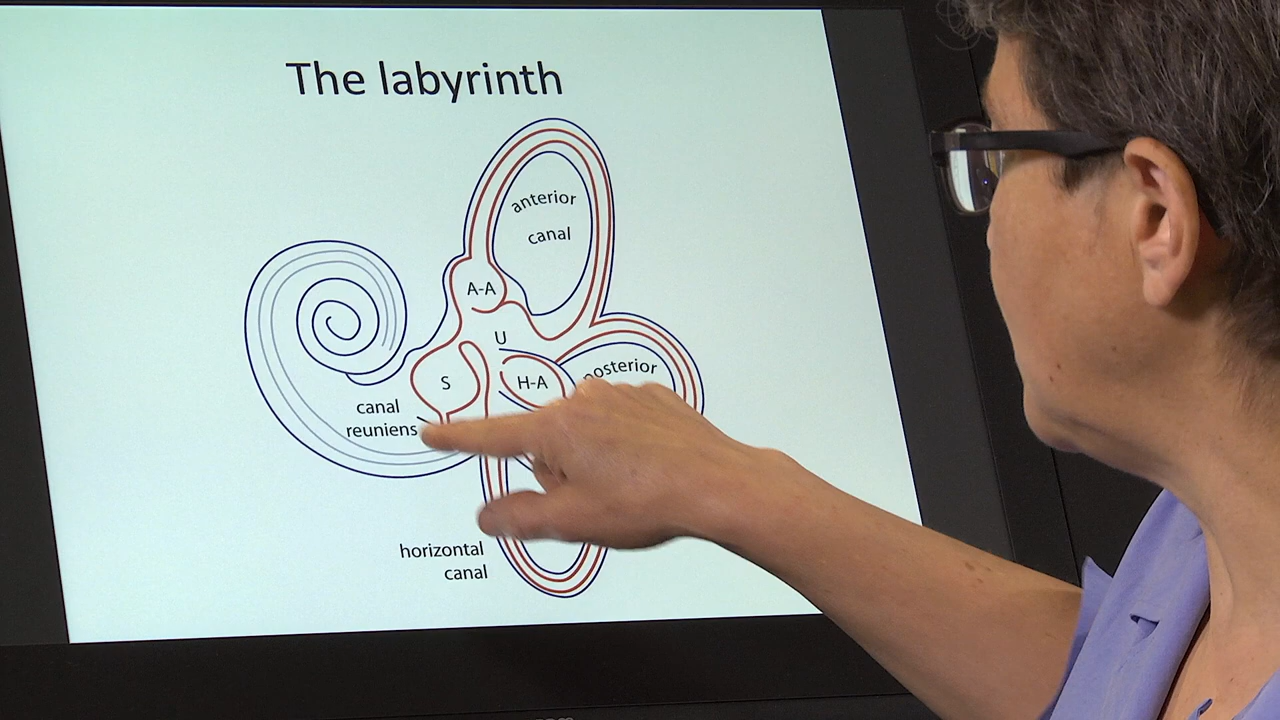 The labyrinth
anterior
canal
A-A
U
S
H-A
posterior
canal
reuniens
horizontal
canal